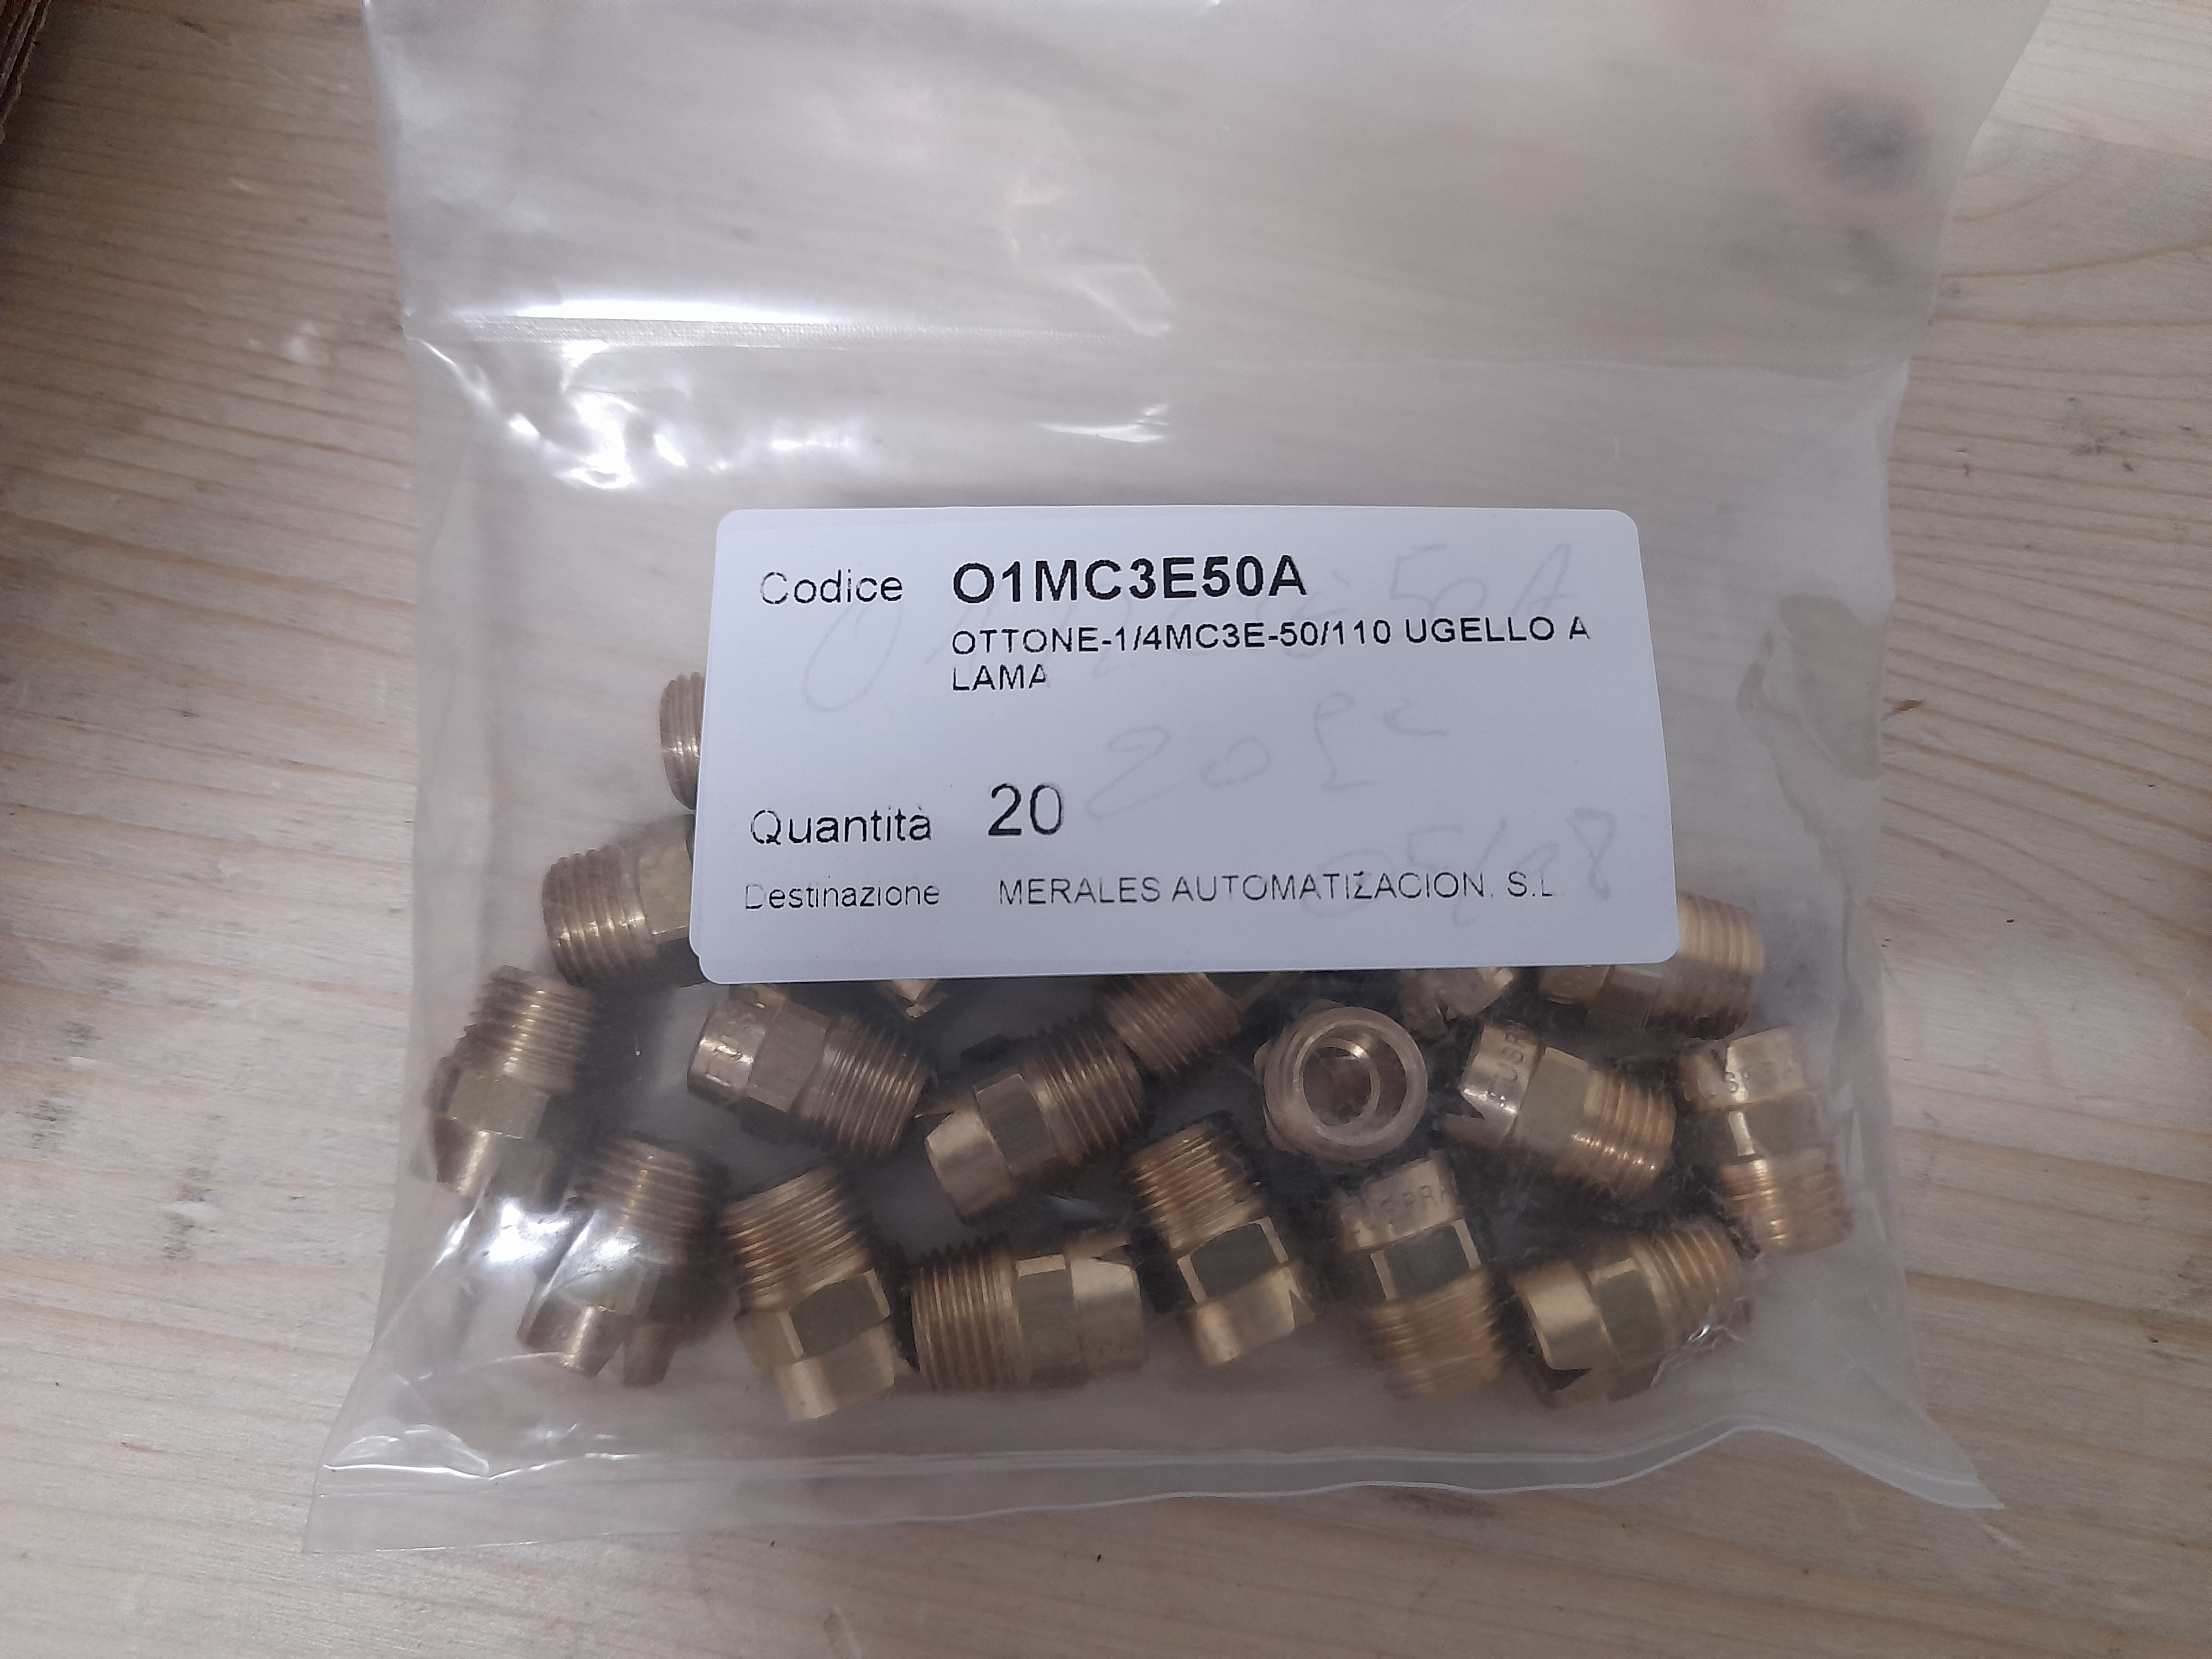 Codice O1MC3E50A
OTTONE-1/4MC3E-50/110 UGELLO A
LAMA
Quantità 20
Destinazione MERALES AUTOMATIZACION. S.L